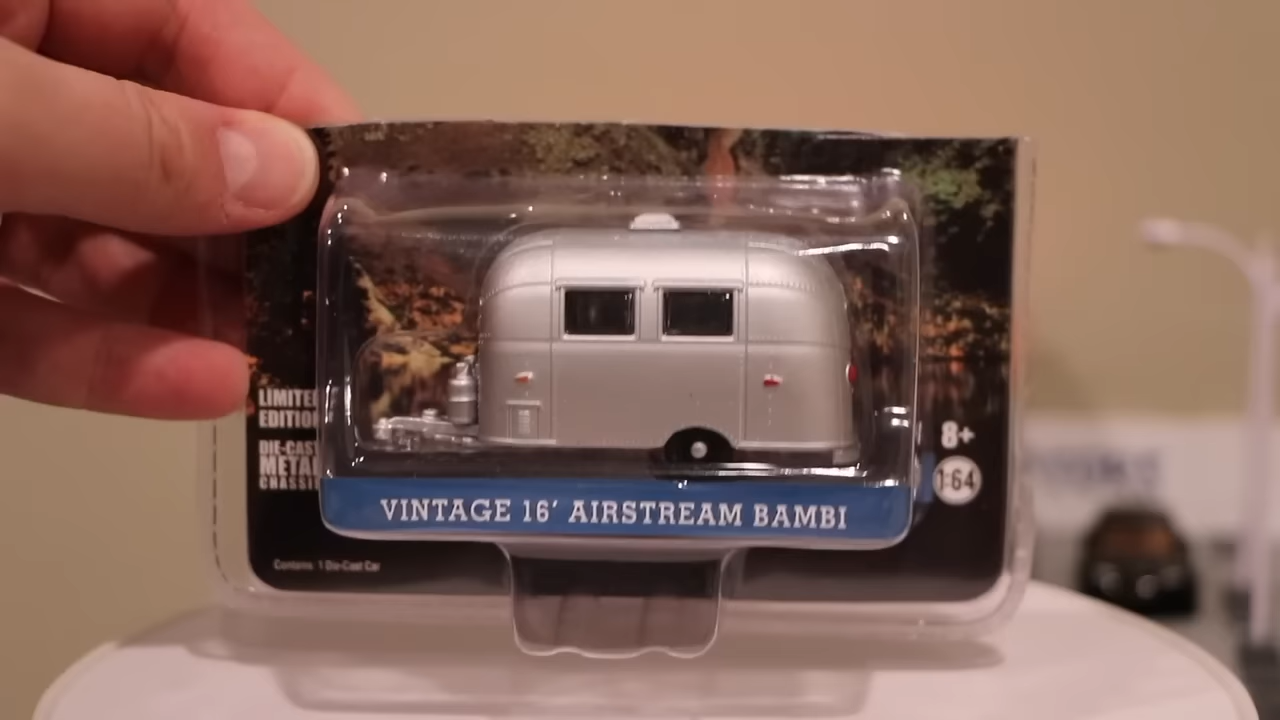 LIMITED
EDITION
DIE-CAST
METAL
CHASSIS
8+
1:64
VINTAGE 16' AIRSTREAM BAMBI
Contains: 1 Die-Cast Car